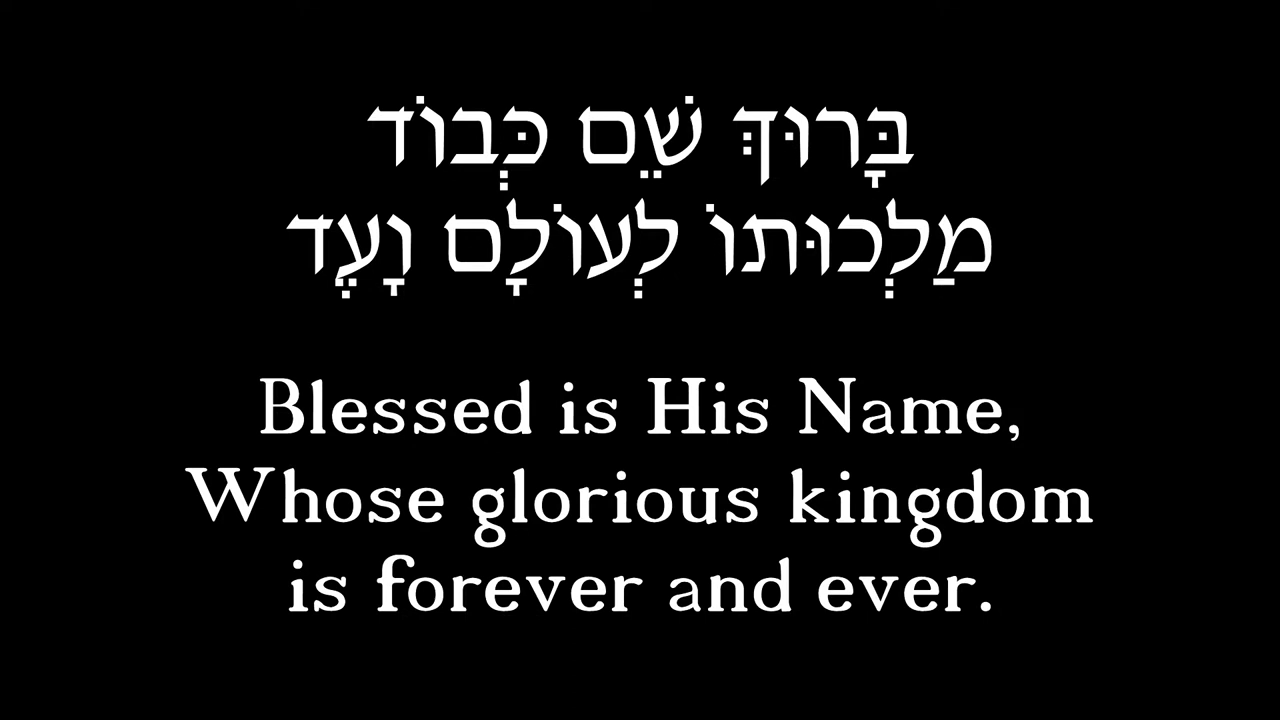 בָּרוּךְ שֵׁם כְּבוֹד
מַלְכוּתוֹ לְעוֹלָם וָעֶד
Blessed is His Name,
Whose glorious kingdom
is forever and ever.